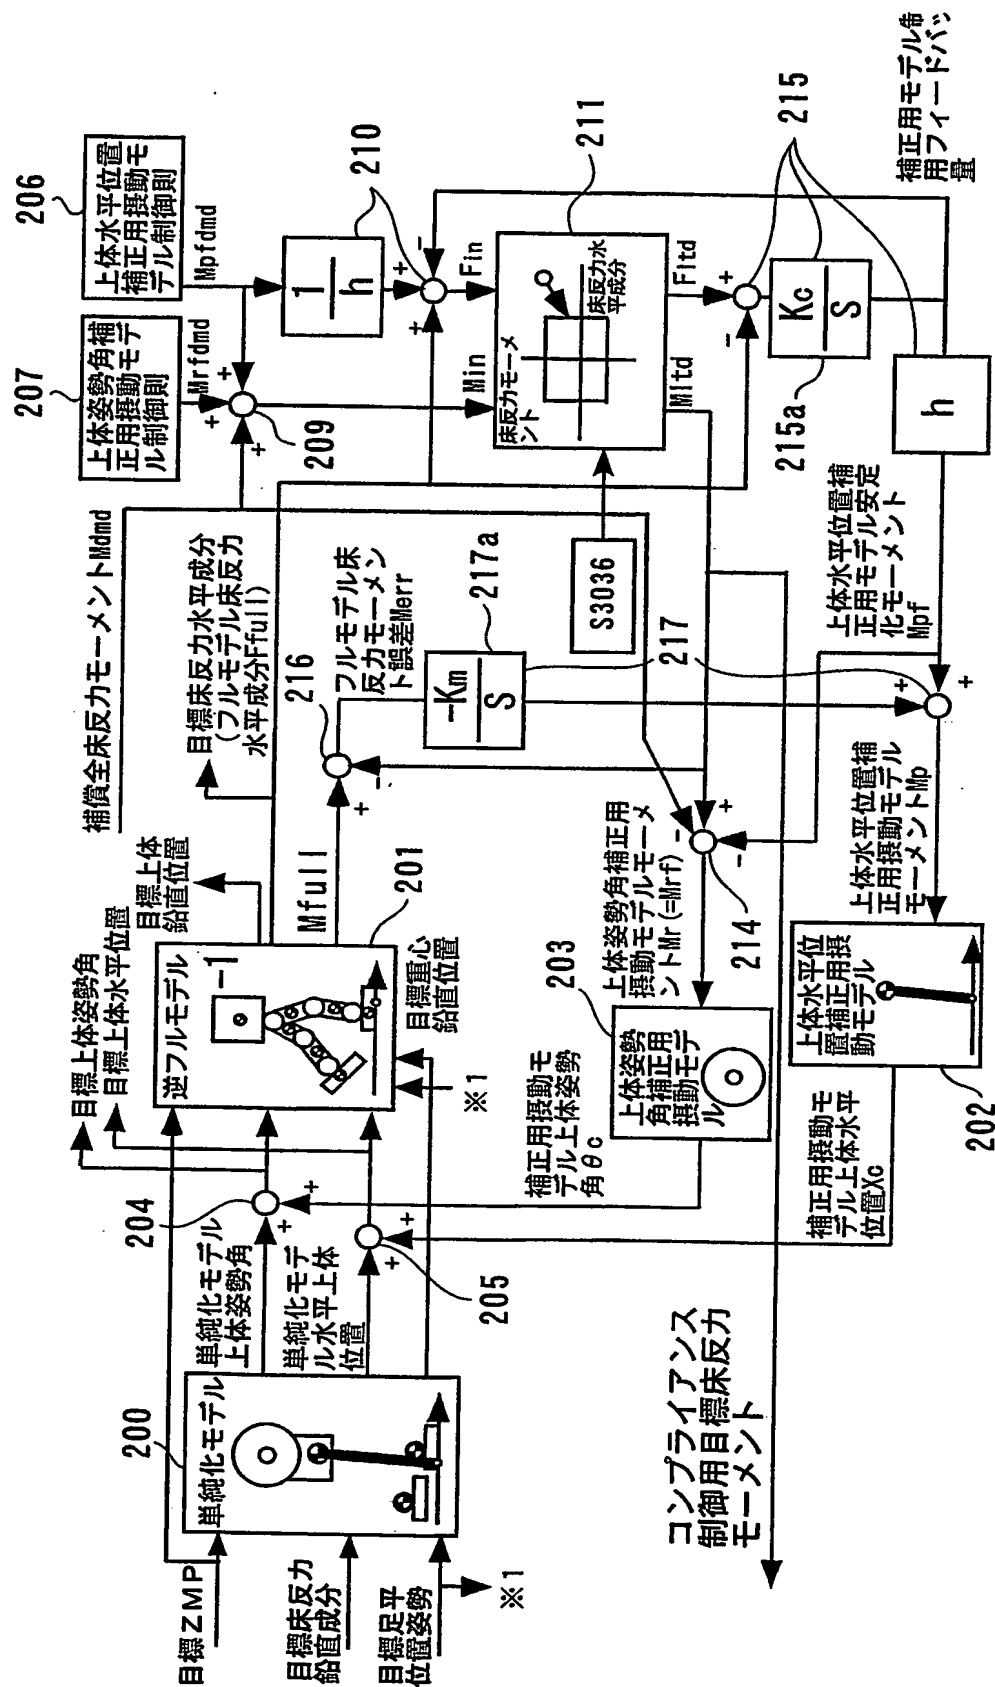 目標ZMP
目標床反力
鉛直成分
目標足平
位置姿勢
※1
200
単純化モデル
単純化モデル
上体姿勢角
単純化モデ
ル水平上体
位置
204
205
目標上体姿勢角
目標上体水平位置
目標上体
鉛直位置
逆フルモデル
-1
201
目標重心
鉛直位置
※1
Mfull
補償全床反力モーメントMdmd
目標床反力水平成分
(フルモデル床反力
水平成分Ffull)
216
フルモデル床
反力モーメン
ト誤差Merr
217a
-Km
S
217
S3036
207
上体姿勢角補
正用摂動モデ
ル制御則
Mrfdmd
206
上体水平位置
補正用摂動モ
デル制御則
Mpfdmd
209
1
h
210
Min
Fin
211
床反力モーメ
ント
床反力水
平成分
Mltd
Fltd
215
Kc
S
215a
h
補正用モデル制
用フィードバッ
量
上体水平位置補
正用モデル安定
化モーメント
Mpf
上体姿勢角補正用
摂動モデルモーメ
ントMr(=Mrf)
214
203
上体姿勢
角補正用
摂動モデ
ル
補正用摂動モ
デル上体姿勢
角θc
上体水平位置補
正用摂動モデル
モーメントMp
上体水平位
置補正用摂
動モデル
202
補正用摂動モ
デル上体水平
位置Xc
コンプライアンス
制御用目標床反力
モーメント
+
+
+
+
+
+
+
+
+
+
-
+
-
+
-
+
-
-
+
+